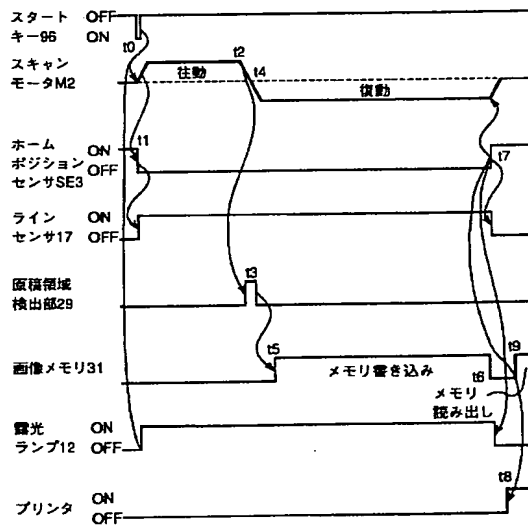 スタート OFF
キー96 ON
t0
スキャン
モータM2
往動
t2
t4
復動
ホーム ON
ポジション OFF
センサSE3
t1
t7
ライン ON
センサ17 OFF
原稿領域
検出部29
t3
画像メモリ31
t5
メモリ書き込み
t6
t9
メモリ
読み出し
露光 ON
ランプ12 OFF
t8
プリンタ ON
OFF